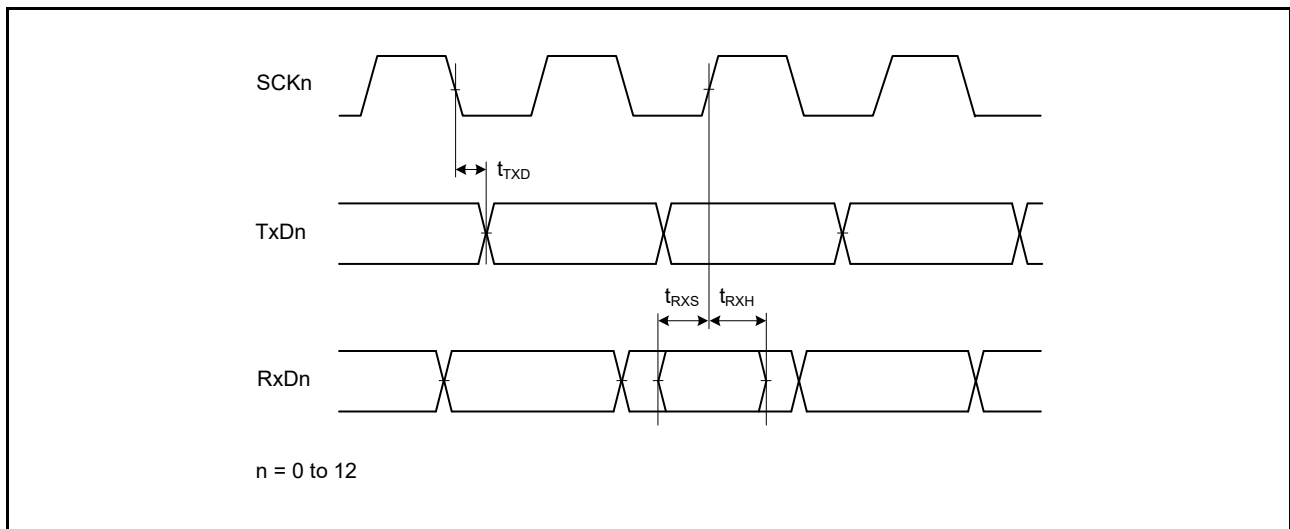 SCKn
tTXD
TxDn
tRXS tRXH
RxDn
n = 0 to 12